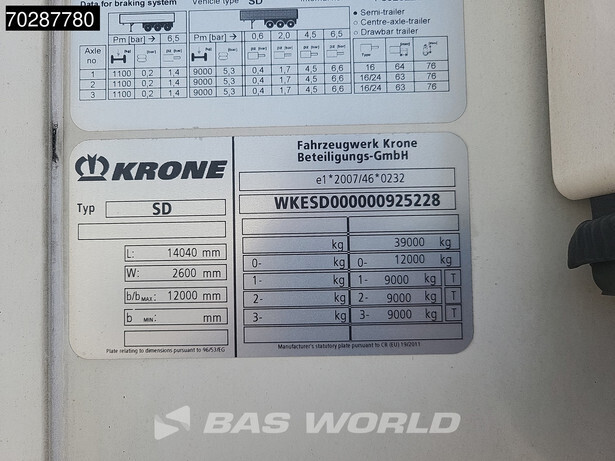 70287780
Data for braking system
Vehicle type SD
Semi-trailer
Centre-axle-trailer
Drawbar trailer
Axle no
Pm [bar] → 6,5
Pm [bar] → 0,6 2,0 4,5 6,5
1 1100 0,2 1,4 9000 5,3 0,4 1,7 4,5 6,6 16 64 76
2 1100 0,2 1,4 9000 5,3 0,4 1,7 4,5 6,6 16/24 63 76
3 1100 0,2 1,4 9000 5,3 0,4 1,7 4,5 6,6 16/24 63 76
KRONE
Typ SD
L: 14040 mm
W: 2600 mm
b/b MAX: 12000 mm
b MIN: mm
Plate relating to dimensions pursuant to 96/53/EG
Fahrzeugwerk Krone
Beteiligungs-GmbH
e1*2007/46*0232
WKESD000000925228
kg 39000 kg
0- kg 0- 12000 kg
1- kg 1- 9000 kg T
2- kg 2- 9000 kg T
3- kg 3- 9000 kg T
Manufacturer's statutory plate pursuant to CR (EU) 19/2011
BAS WORLD